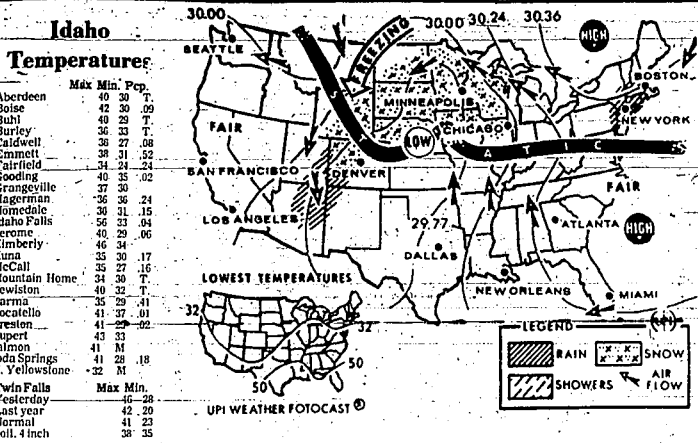 Idaho
Temperatures
Max Min. Pcp.
Aberdeen 40 30 T.
Boise 42 30 .09
Buhl 40 29 T.
Burley 36 33 T.
Caldwell 36 27 .08
Emmett 38 31 .52
Fairfield 34 24 .24
Gooding 40 35 .02
Grangeville 37 30
Hagerman 36 36 .24
Homedale 30 31 .15
Idaho Falls 56 33 .04
Jerome 40 29 .06
Kimberly 46 34
Kuna 35 30 .17
McCall 35 27 .16
Mountain Home 34 30 T.
Lewiston 40 32 T.
Parma 35 29 .41
Pocatello 41 37 .01
Preston 41 .02
Rupert 43 33
Salmon 41 M
Soda Springs 41 28 .18
W. Yellowstone 32 M
Twin Falls Max Min.
Yesterday 46 28
Last year 42 20
Normal 41 23
Soil, 4 inch 38 35
30.00
30.00 30.24 30.36
FREEZING
HIGH
SEATTLE
BOSTON
MINNEAPOLIS
NEW YORK
CHICAGO
FAIR
LOW
S T A T I C
SAN FRANCISCO
DENVER
FAIR
LOS ANGELES
29.77
ATLANTA
HIGH
DALLAS
LOWEST TEMPERATURES
NEW ORLEANS
MIAMI
32
32
50
50
LEGEND
RAIN
SNOW
SHOWERS
AIR
FLOW
UPI WEATHER FOTOCAST ®